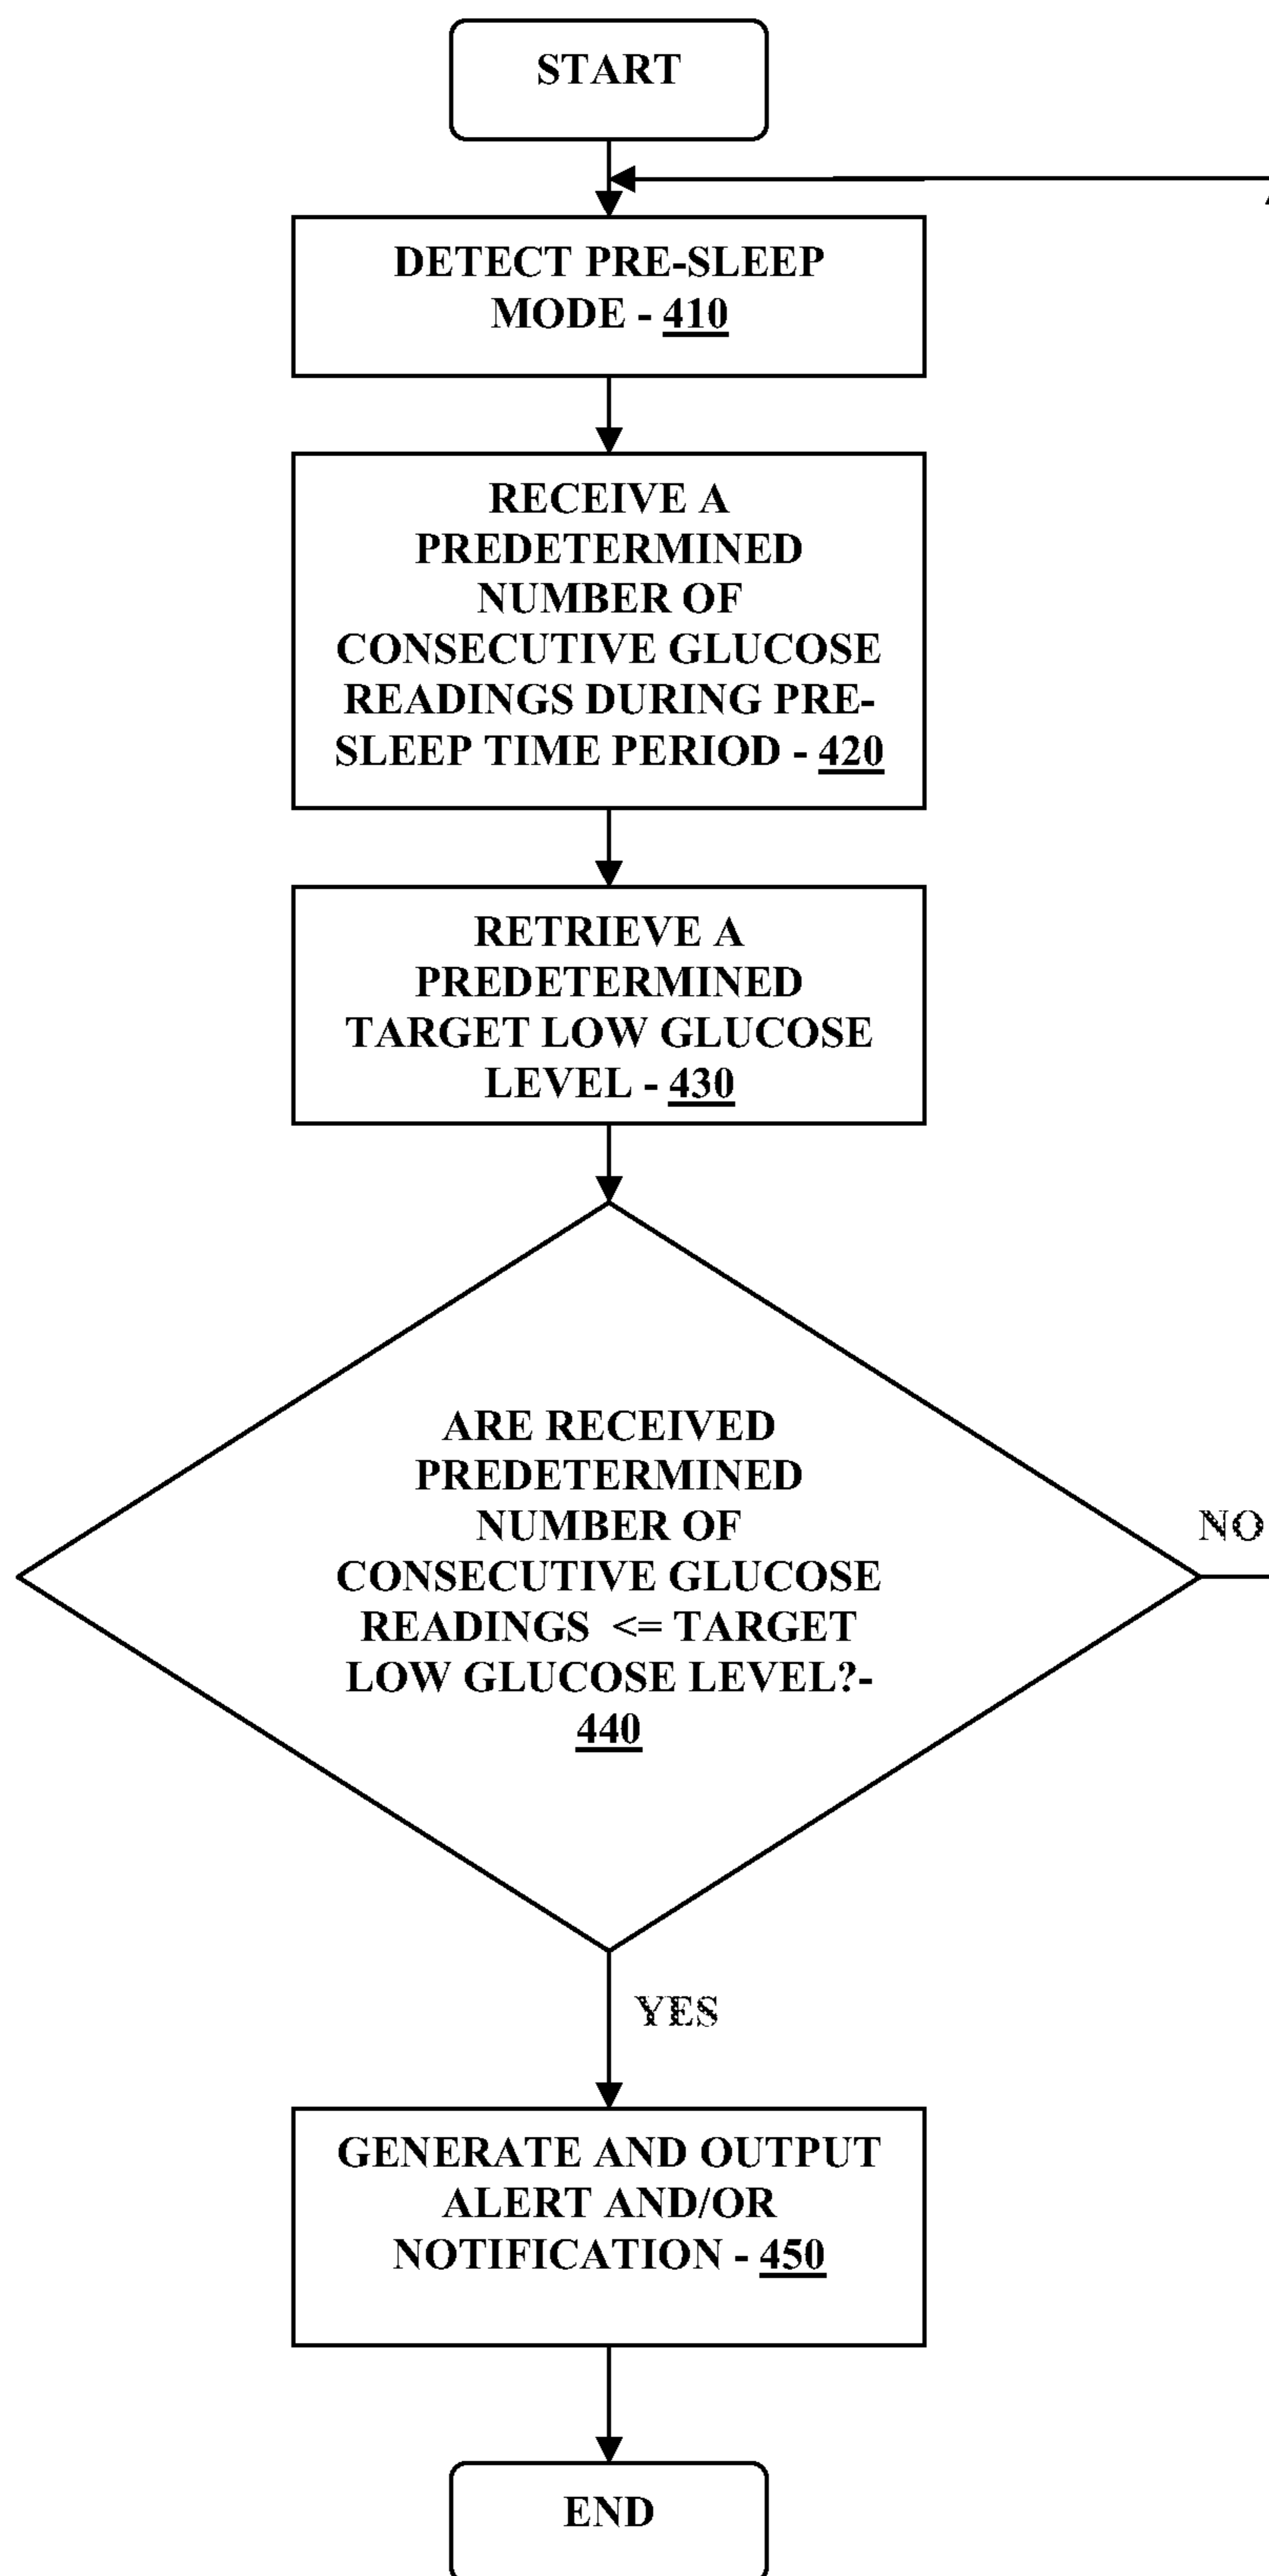 START
DETECT PRE-SLEEP
MODE - 410
RECEIVE A
PREDETERMINED
NUMBER OF
CONSECUTIVE GLUCOSE
READINGS DURING PRE-
SLEEP TIME PERIOD - 420
RETRIEVE A
PREDETERMINED
TARGET LOW GLUCOSE
LEVEL - 430
ARE RECEIVED
PREDETERMINED
NUMBER OF
CONSECUTIVE GLUCOSE
READINGS <= TARGET
LOW GLUCOSE LEVEL?-
440
NO
YES
GENERATE AND OUTPUT
ALERT AND/OR
NOTIFICATION - 450
END